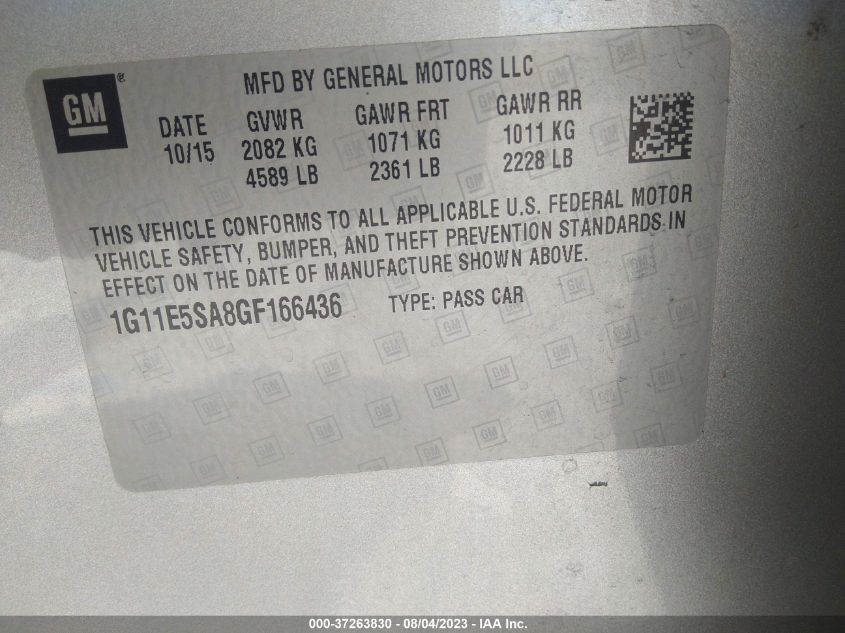 GM ®
MFD BY GENERAL MOTORS LLC
DATE GVWR GAWR FRT GAWR RR
10/15 2082 KG 1071 KG 1011 KG
4589 LB 2361 LB 2228 LB
THIS VEHICLE CONFORMS TO ALL APPLICABLE U.S. FEDERAL MOTOR
VEHICLE SAFETY, BUMPER, AND THEFT PREVENTION STANDARDS IN
EFFECT ON THE DATE OF MANUFACTURE SHOWN ABOVE.
1G11E5SA8GF166436 TYPE: PASS CAR
000-37263830 - 08/04/2023 - IAA Inc.